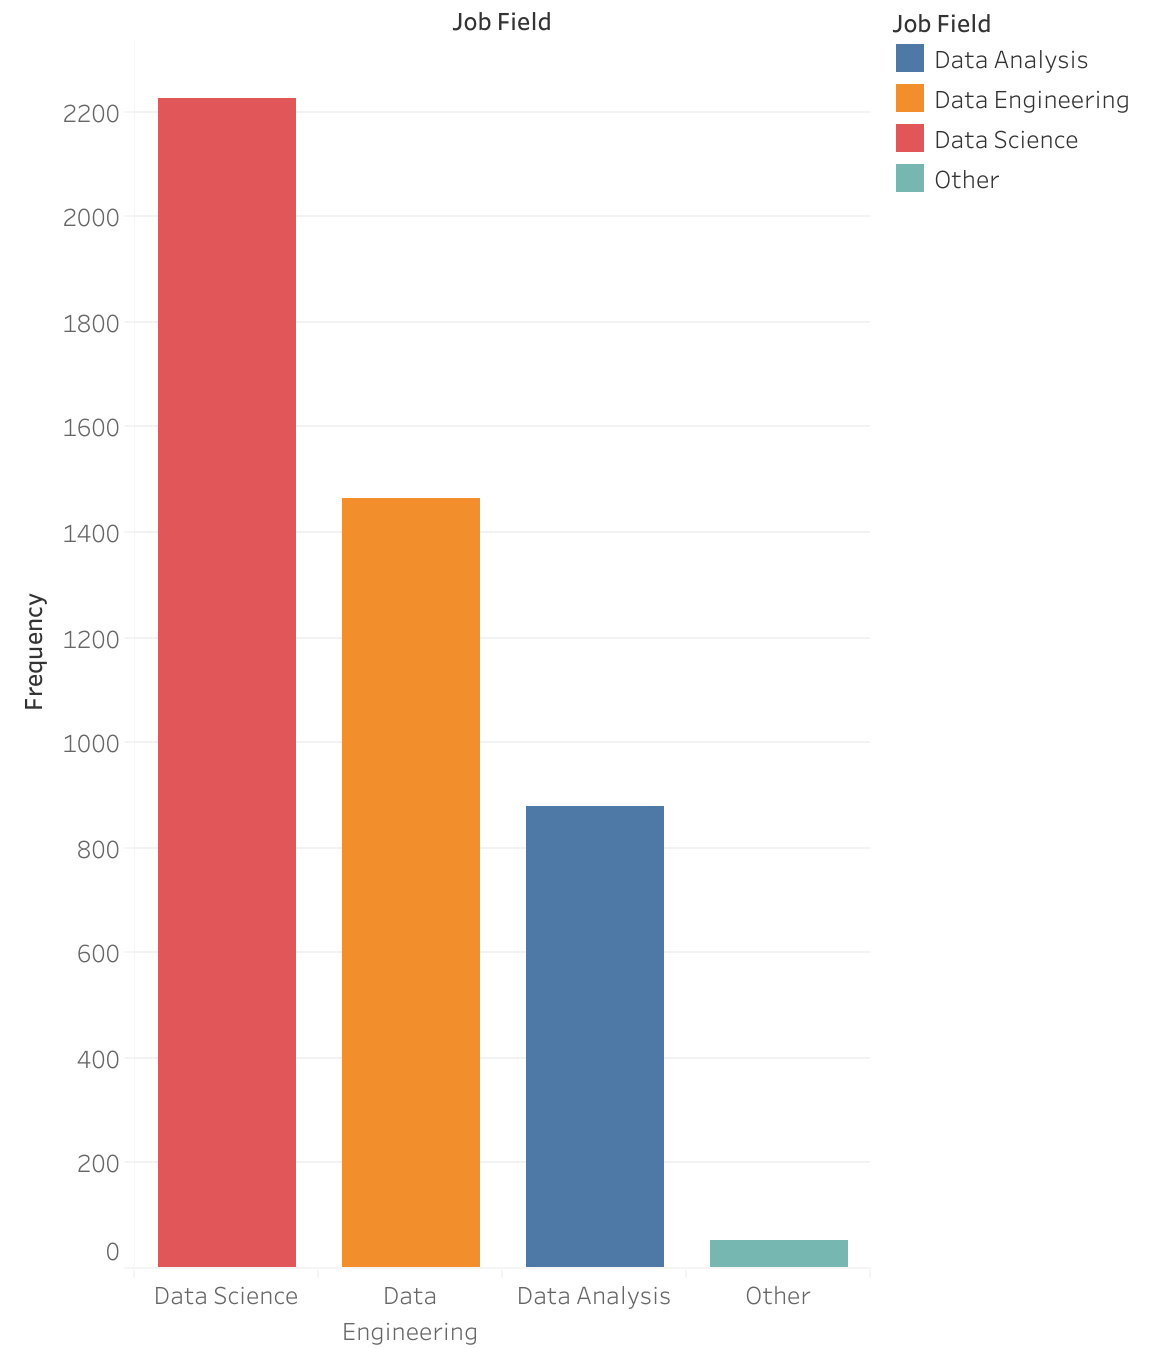 Job Field
Job Field
Data Analysis
Data Engineering
Data Science
Other
2200
2000
1800
1600
1400
1200
1000
800
600
400
200
0
Frequency
Data Science
Data
Engineering
Data Analysis
Other